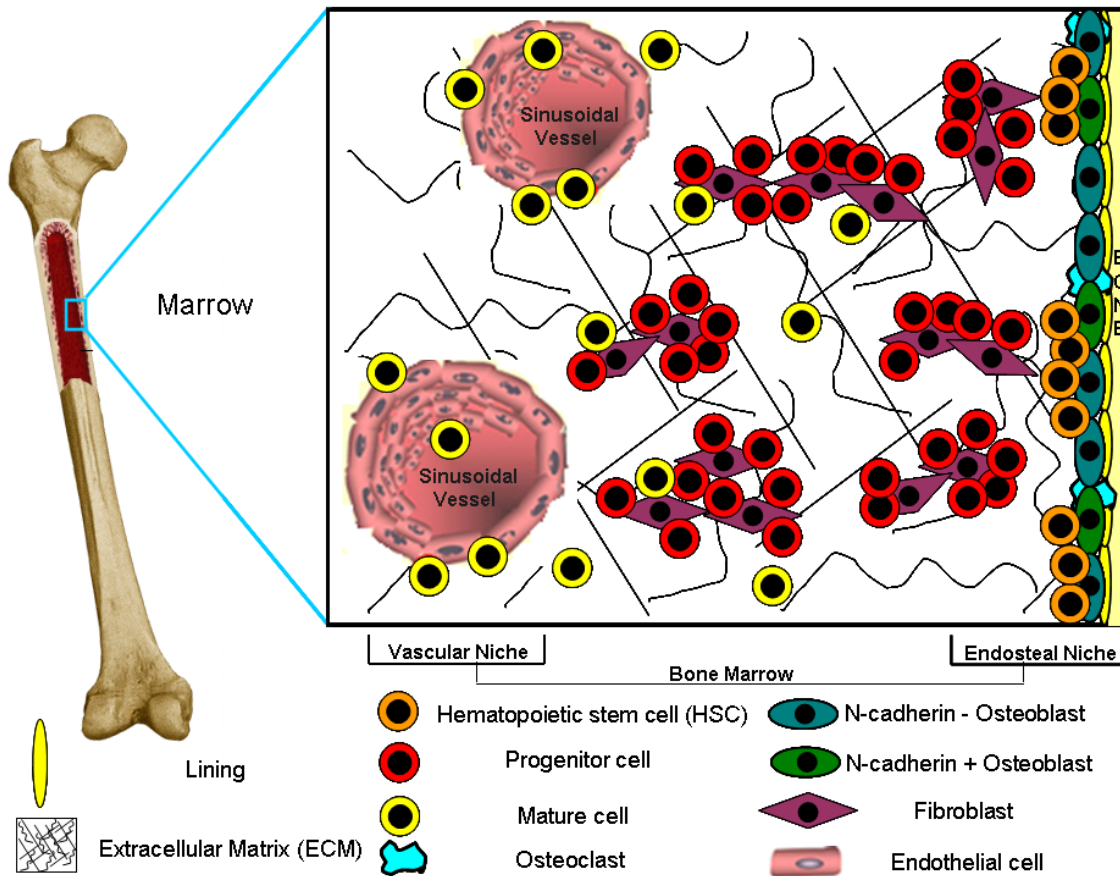 Sinusoidal
Vessel
Marrow
BONE
Sinusoidal
Vessel
Vascular Niche
Endosteal Niche
Bone Marrow
Hematopoietic stem cell (HSC)
N-cadherin - Osteoblast
Progenitor cell
N-cadherin + Osteoblast
Lining
Mature cell
Fibroblast
Extracellular Matrix (ECM)
Osteoclast
Endothelial cell